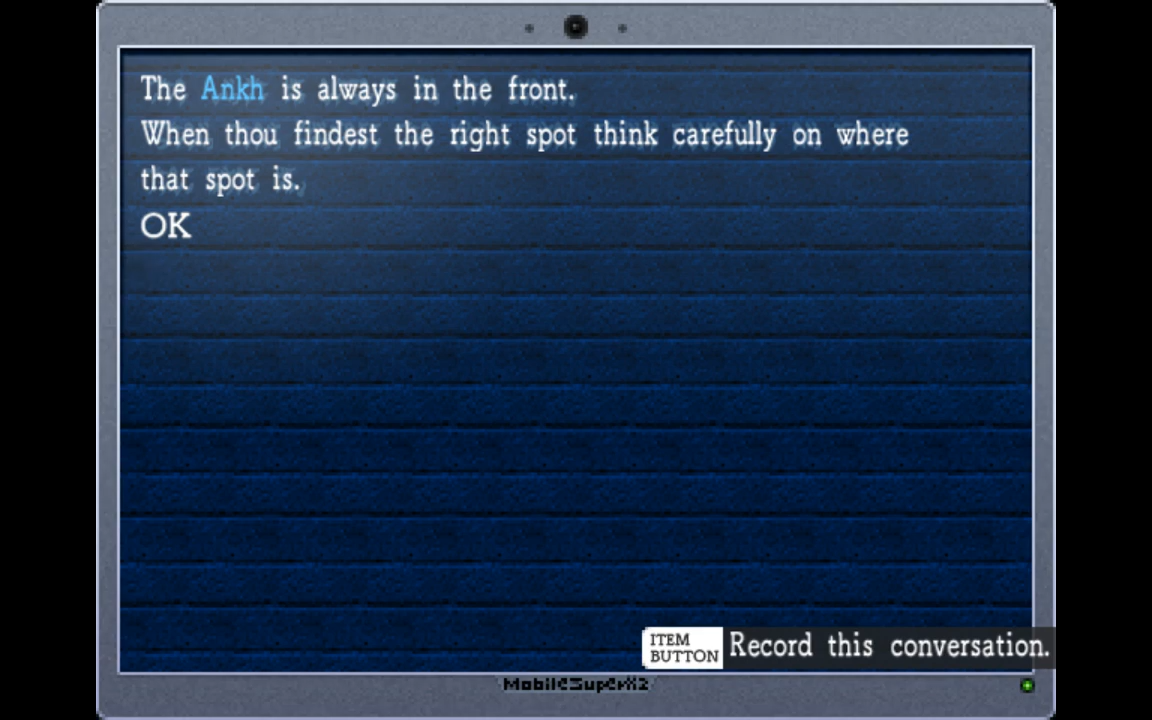 The Ankh is always in the front.
When thou findest the right spot think carefully on where
that spot is.
OK
ITEM
BUTTON
Record this conversation.
MobileSuperX2